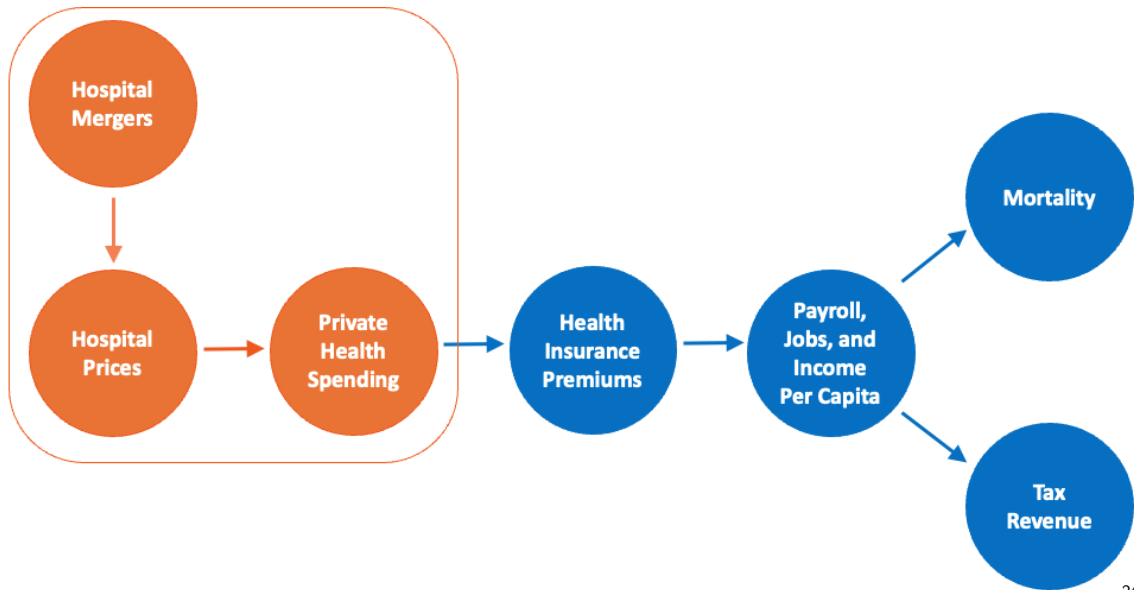 Hospital
Mergers
Hospital
Prices
Private
Health
Spending
Health
Insurance
Premiums
Payroll,
Jobs, and
Income
Per Capita
Mortality
Tax
Revenue